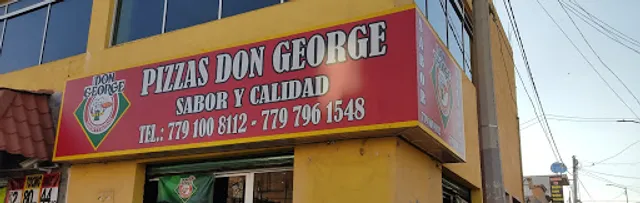 DON
GEORGE
PIZZAS DON GEORGE
SABOR Y CALIDAD
TEL.: 779 100 8112 - 779 796 1548